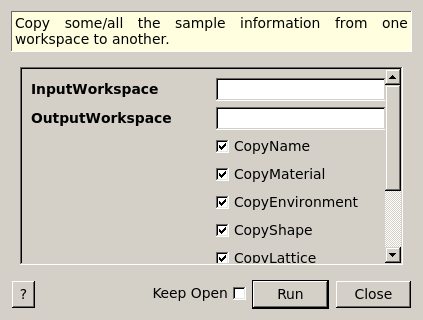 Copy some/all the sample information from one
workspace to another.
InputWorkspace
OutputWorkspace
CopyName
CopyMaterial
CopyEnvironment
CopyShape
CopyLattice
? Keep Open Run Close